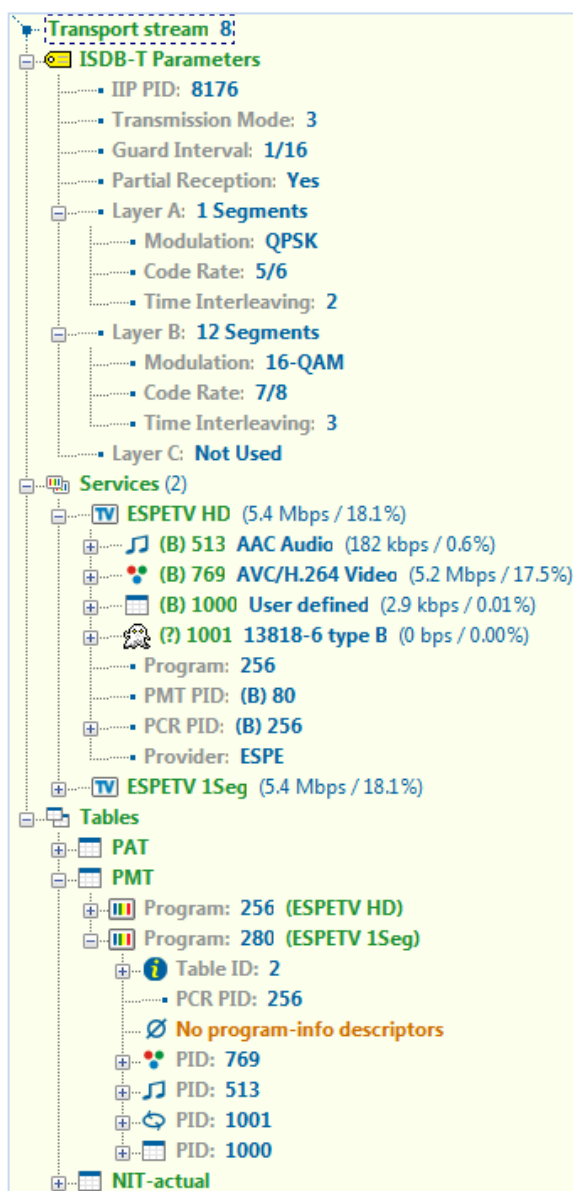 Transport stream 8
ISDB-T Parameters
IIP PID: 8176
Transmission Mode: 3
Guard Interval: 1/16
Partial Reception: Yes
Layer A: 1 Segments
Modulation: QPSK
Code Rate: 5/6
Time Interleaving: 2
Layer B: 12 Segments
Modulation: 16-QAM
Code Rate: 7/8
Time Interleaving: 3
Layer C: Not Used
Services (2)
TV ESPETV HD (5.4 Mbps / 18.1%)
(B) 513 AAC Audio (182 kbps / 0.6%)
(B) 769 AVC/H.264 Video (5.2 Mbps / 17.5%)
(B) 1000 User defined (2.9 kbps / 0.01%)
(?) 1001 13818-6 type B (0 bps / 0.00%)
Program: 256
PMT PID: (B) 80
PCR PID: (B) 256
Provider: ESPE
TV ESPETV 1Seg (5.4 Mbps / 18.1%)
Tables
PAT
PMT
Program: 256 (ESPETV HD)
Program: 280 (ESPETV 1Seg)
Table ID: 2
PCR PID: 256
No program-info descriptors
PID: 769
PID: 513
PID: 1001
PID: 1000
NIT-actual